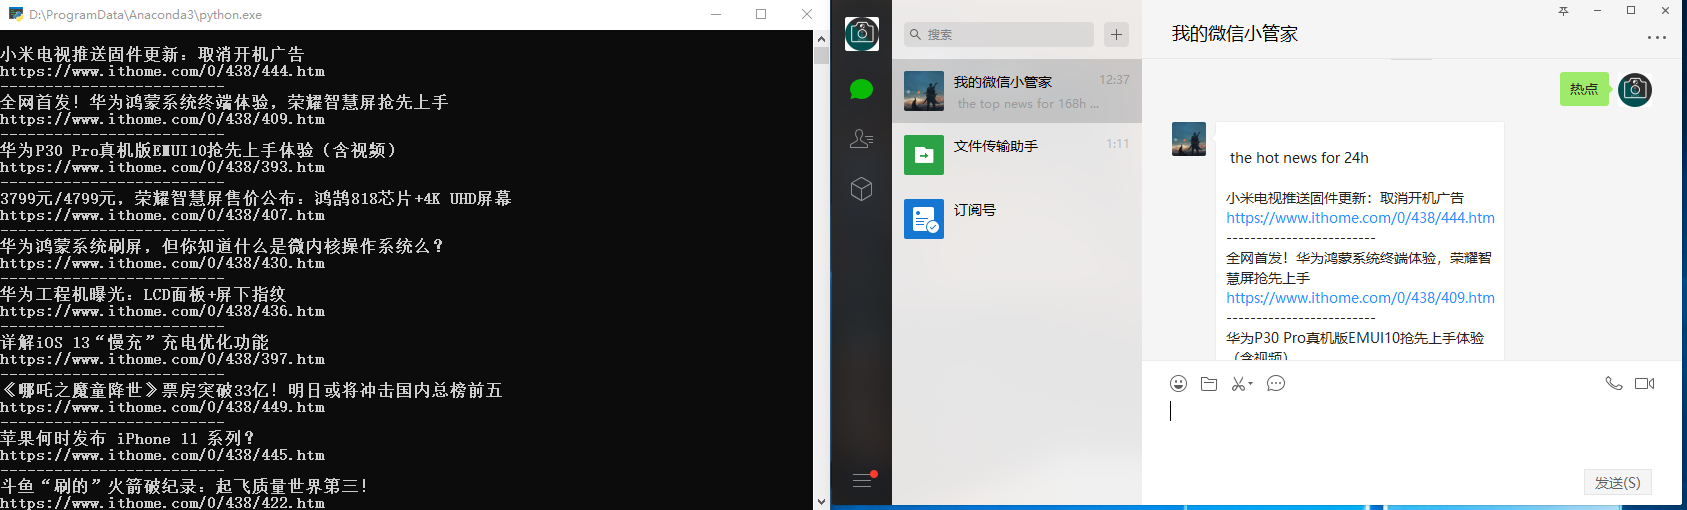 D:\ProgramData\Anaconda3\python.exe
小米电视推送固件更新：取消开机广告
https://www.ithome.com/0/438/444.htm
-------------------------
全网首发！华为鸿蒙系统终端体验，荣耀智慧屏抢先上手
https://www.ithome.com/0/438/409.htm
-------------------------
华为P30 Pro真机版EMUI10抢先上手体验（含视频）
https://www.ithome.com/0/438/393.htm
-------------------------
3799元/4799元，荣耀智慧屏售价公布：鸿鹄818芯片+4K UHD屏幕
https://www.ithome.com/0/438/407.htm
-------------------------
华为鸿蒙系统刷屏，但你知道什么是微内核操作系统么？
https://www.ithome.com/0/438/430.htm
-------------------------
华为工程机曝光：LCD面板+屏下指纹
https://www.ithome.com/0/438/436.htm
-------------------------
详解iOS 13“慢充”充电优化功能
https://www.ithome.com/0/438/397.htm
-------------------------
《哪吒之魔童降世》票房突破33亿！明日或将冲击国内总榜前五
https://www.ithome.com/0/438/449.htm
-------------------------
苹果何时发布 iPhone 11 系列？
https://www.ithome.com/0/438/445.htm
-------------------------
斗鱼“刷的”火箭破纪录：起飞质量世界第三！
https://www.ithome.com/0/438/422.htm
搜索
我的微信小管家 12:37
the top news for 168h ...
文件传输助手 1:11
订阅号
我的微信小管家
热点
the hot news for 24h
小米电视推送固件更新：取消开机广告
https://www.ithome.com/0/438/444.htm
-------------------------
全网首发！华为鸿蒙系统终端体验，荣耀智
慧屏抢先上手
https://www.ithome.com/0/438/409.htm
-------------------------
华为P30 Pro真机版EMUI10抢先上手体验
（含视频）
发送(S)